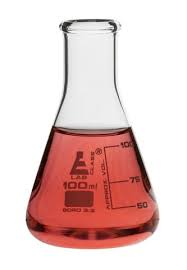 LAB
CLASS
100ml
BORO 3.3
APPROX VOL
100
75
50